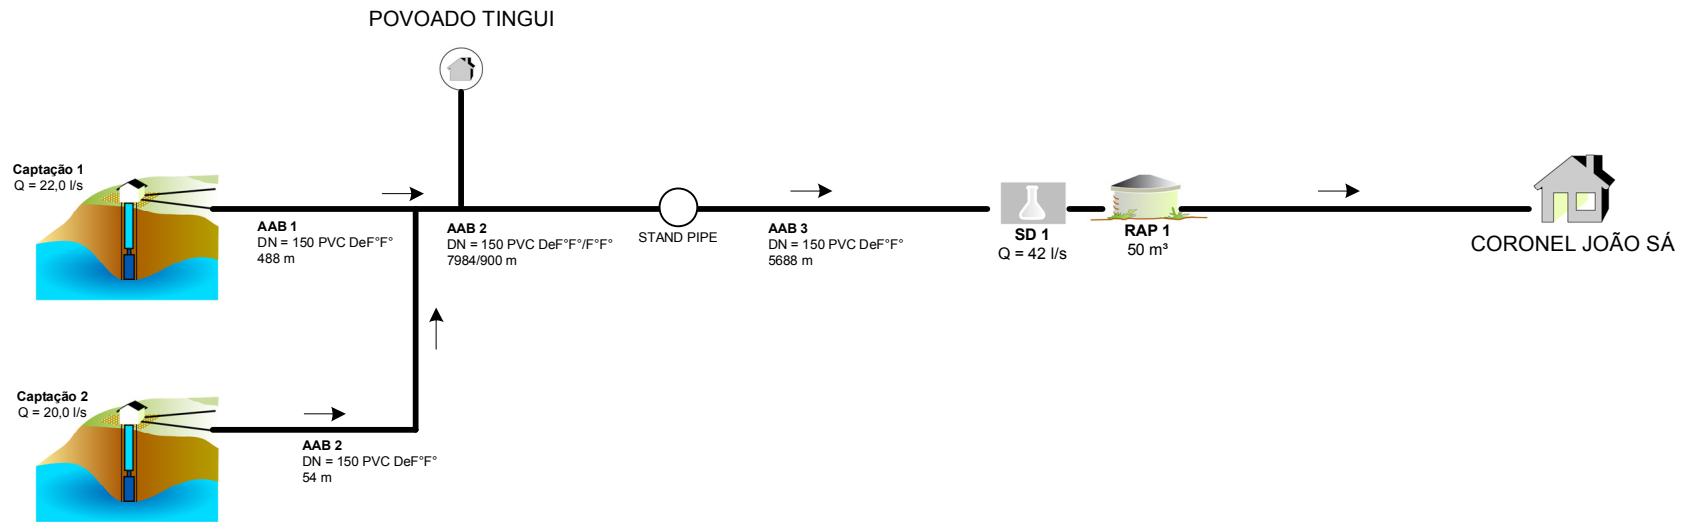 POVOADO TINGUI
Captação 1
Q = 22,0 l/s
AAB 1
DN = 150 PVC DeF°F°
488 m
AAB 2
DN = 150 PVC DeF°F°/F°F°
7984/900 m
STAND PIPE
AAB 3
DN = 150 PVC DeF°F°
5688 m
SD 1
Q = 42 l/s
RAP 1
50 m³
CORONEL JOÃO SÁ
Captação 2
Q = 20,0 l/s
AAB 2
DN = 150 PVC DeF°F°
54 m